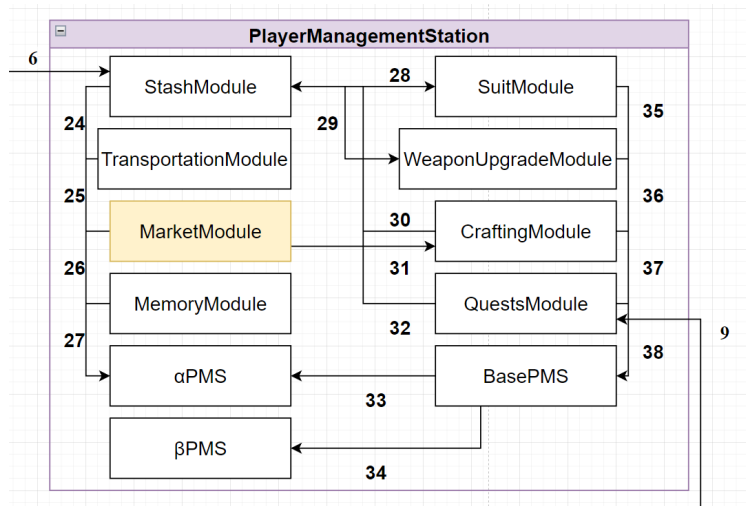 PlayerManagementStation
6
StashModule
28
SuitModule
24
29
35
TransportationModule
WeaponUpgradeModule
25
36
MarketModule
30
CraftingModule
26
31
37
MemoryModule
QuestsModule
27
32
9
38
αPMS
BasePMS
33
βPMS
34